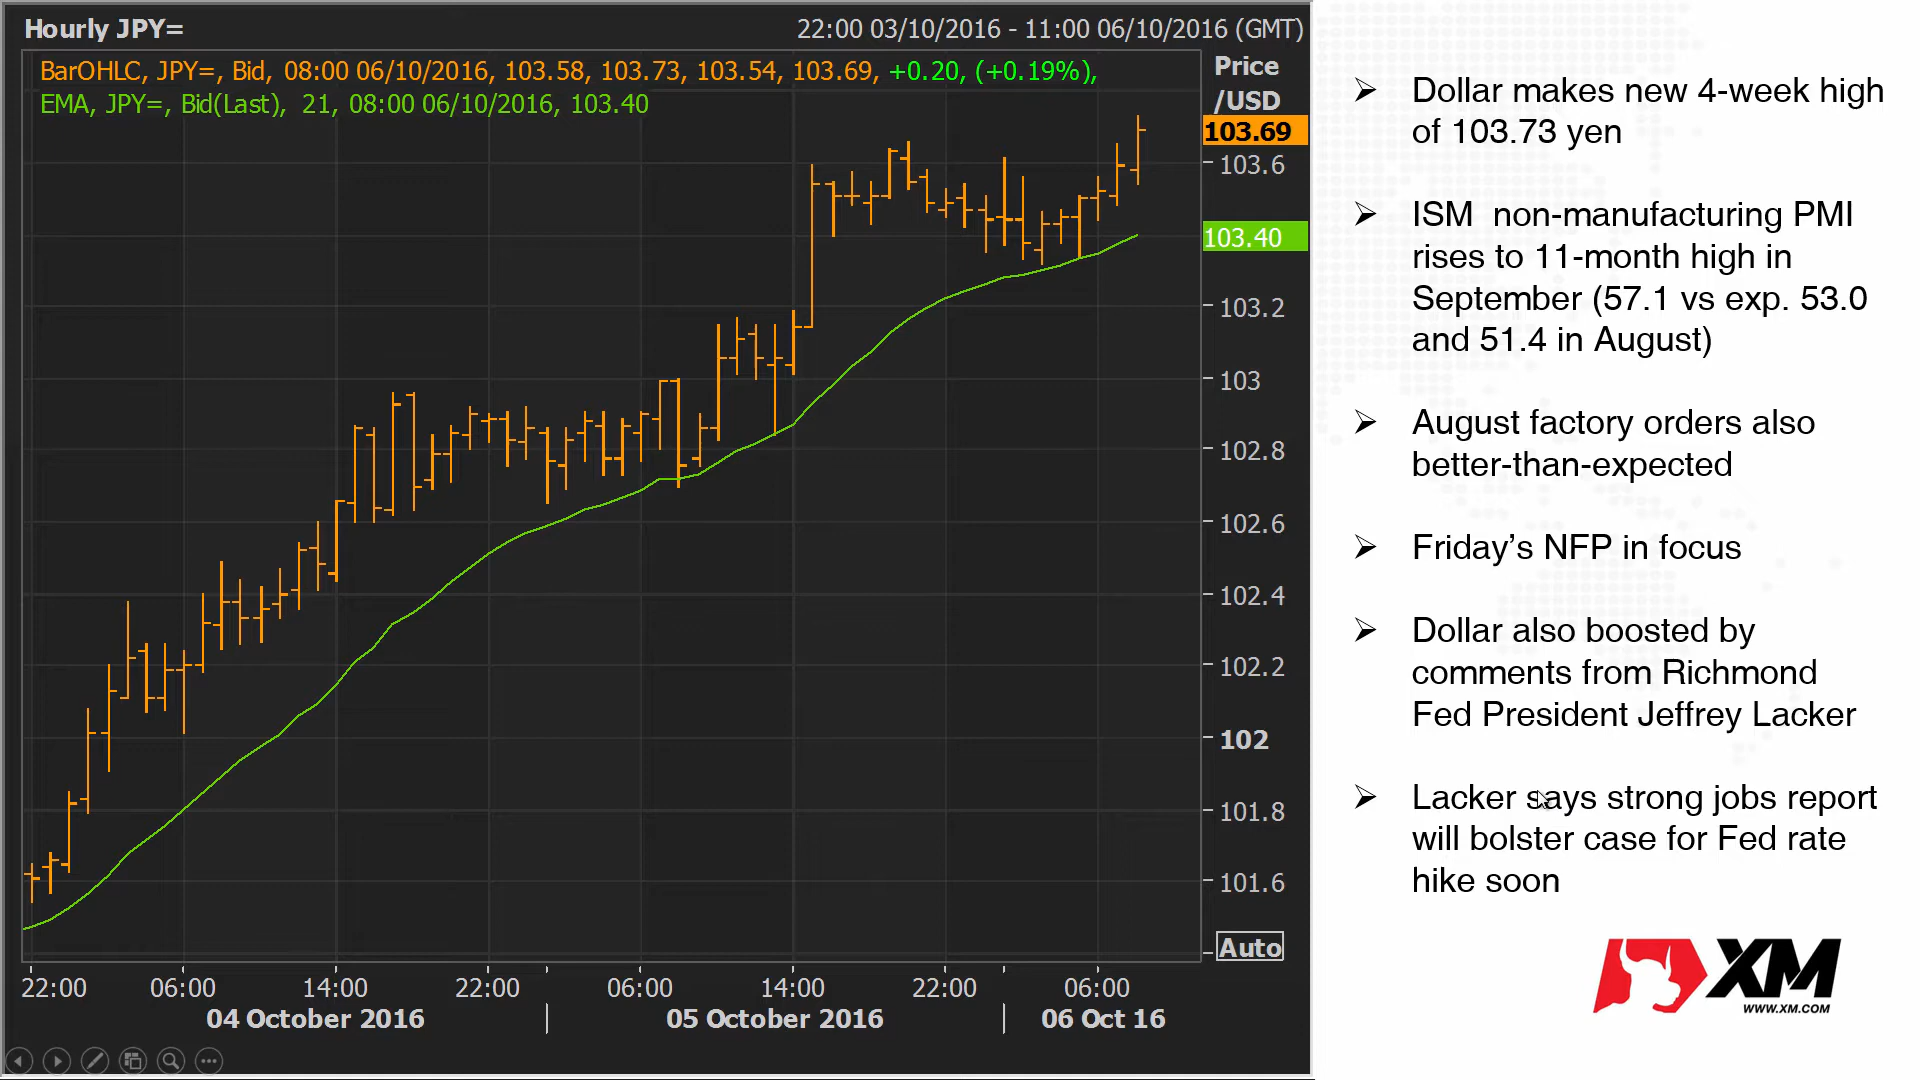 Hourly JPY=
22:00 03/10/2016 - 11:00 06/10/2016 (GMT)
BarOHLC, JPY=, Bid, 08:00 06/10/2016, 103.58, 103.73, 103.54, 103.69, +0.20, (+0.19%),
EMA, JPY=, Bid(Last), 21, 08:00 06/10/2016, 103.40
Price
/USD
103.69
103.6
103.40
103.2
103
102.8
102.6
102.4
102.2
102
101.8
101.6
Auto
22:00 06:00 14:00 22:00 06:00 14:00 22:00 06:00
04 October 2016 05 October 2016 06 Oct 16
➢ Dollar makes new 4-week high
of 103.73 yen
➢ ISM non-manufacturing PMI
rises to 11-month high in
September (57.1 vs exp. 53.0
and 51.4 in August)
➢ August factory orders also
better-than-expected
➢ Friday’s NFP in focus
➢ Dollar also boosted by
comments from Richmond
Fed President Jeffrey Lacker
➢ Lacker says strong jobs report
will bolster case for Fed rate
hike soon
XM
WWW.XM.COM